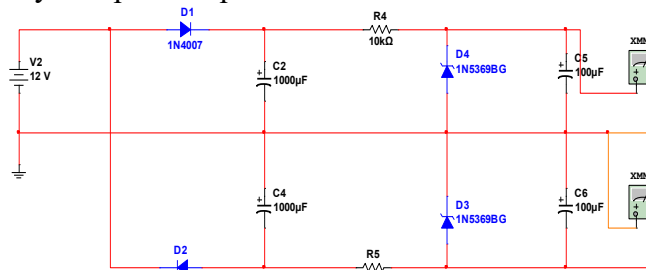 D1
1N4007
R4
10kΩ
V2
12 V
C2
1000µF
D4
1N5369BG
C5
100µF
XMM
C4
1000µF
D3
1N5369BG
C6
100µF
XMM
D2
R5